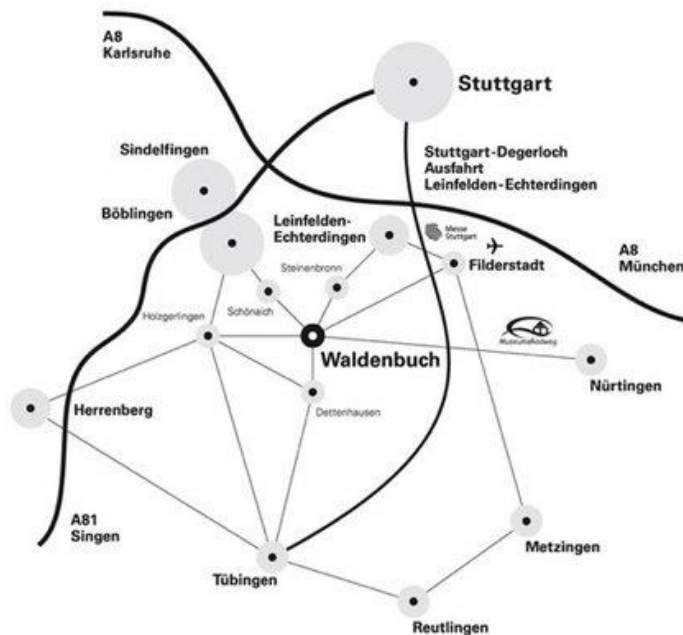 A8
Karlsruhe
Stuttgart
Sindelfingen
Stuttgart-Degerloch
Ausfahrt
Leinfelden-Echterdingen
Böblingen
Leinfelden-
Echterdingen
Messe
Stuttgart
Steinenbronn
Filderstadt
A8
München
Schönaich
Holzgerlingen
Museumsradweg
Waldenbuch
Nürtingen
Herrenberg
Dettenhausen
A81
Singen
Metzingen
Tübingen
Reutlingen